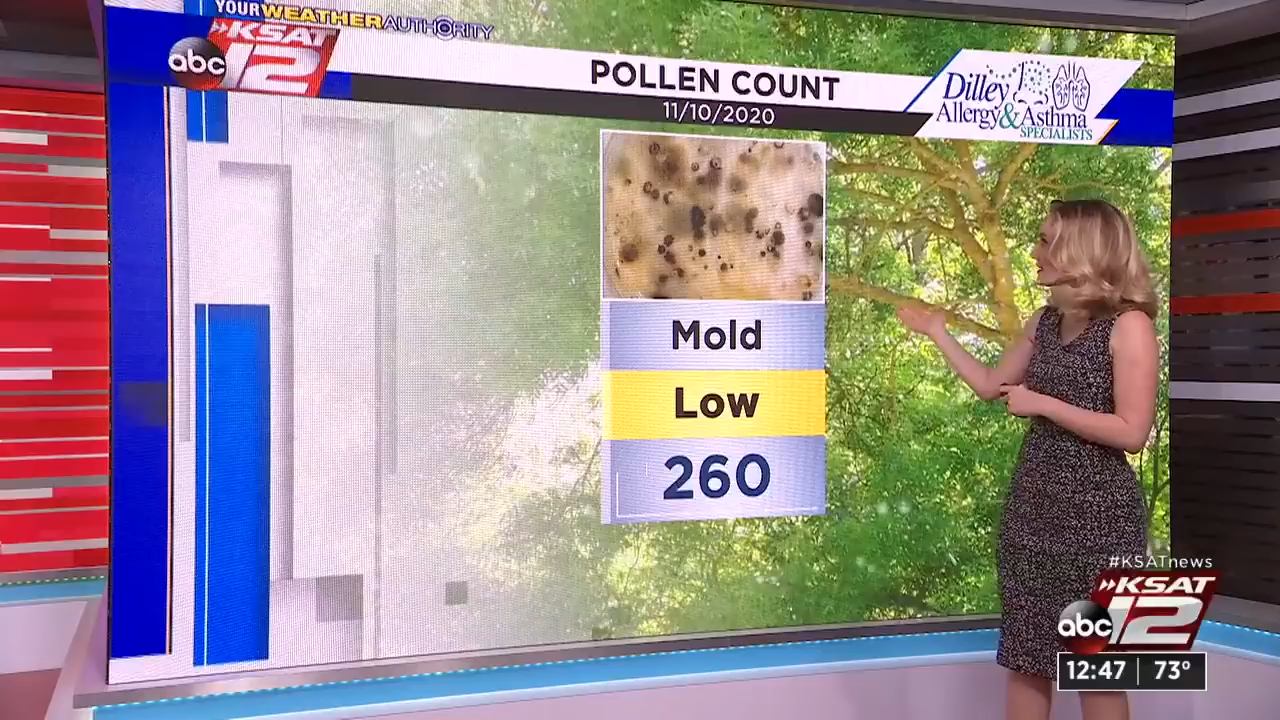 YOUR WEATHER AUTHORITY
abc KSAT 12
POLLEN COUNT
11/10/2020
Dilley
Allergy & Asthma
SPECIALISTS
Mold
Low
260
#KSATnews
KSAT
abc 12
12:47 73°